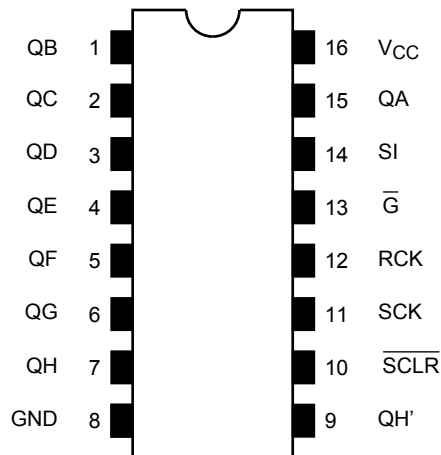 QB 1 16 VCC
QC 2 15 QA
QD 3 14 SI
QE 4 13 G̅
QF 5 12 RCK
QG 6 11 SCK
QH 7 10 S̅C̅L̅R̅
GND 8 9 QH’